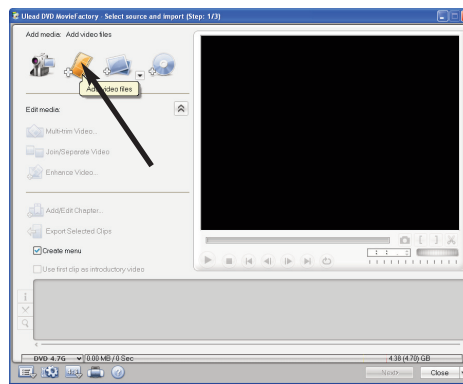 Ulead DVD MovieFactory - Select source and import (Step: 1/3)
Add media: Add video files
Add video files
Edit media:
Multi-trim Video...
Join/Separate Video
Enhance Video...
Add/Edit Chapter...
Export Selected Clips
Create menu
Use first clip as introductory video
DVD 4.7G
0.00 MB / 0 Sec
4.38 (4.70) GB
Next>
Close